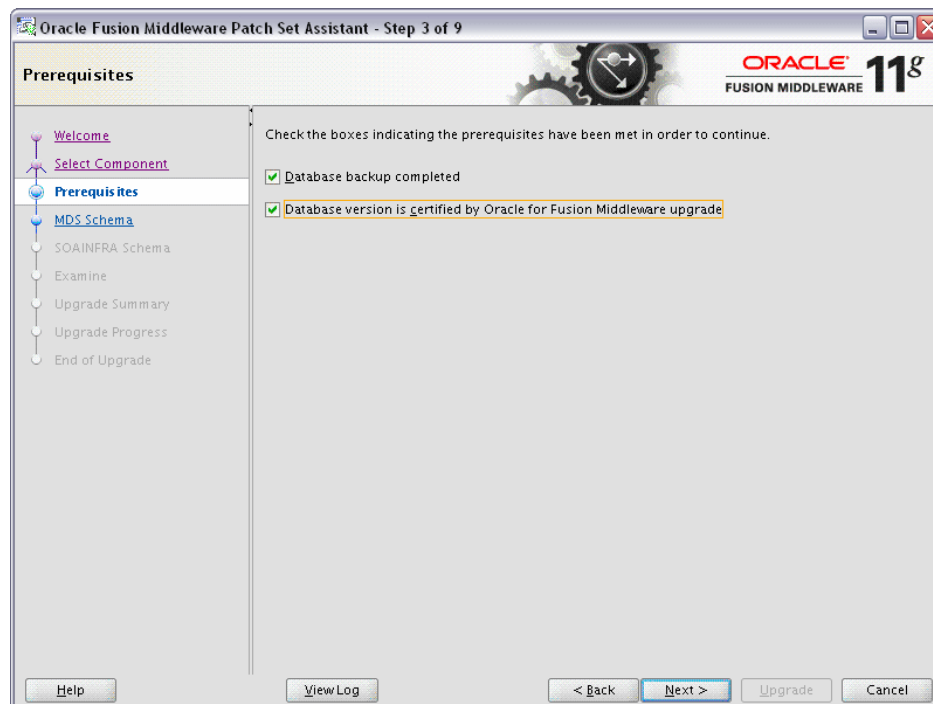 Oracle Fusion Middleware Patch Set Assistant - Step 3 of 9
Prerequisites
ORACLE
FUSION MIDDLEWARE
11g
Welcome
Select Component
Prerequisites
MDS Schema
SOAINFRA Schema
Examine
Upgrade Summary
Upgrade Progress
End of Upgrade
Check the boxes indicating the prerequisites have been met in order to continue.
Database backup completed
Database version is certified by Oracle for Fusion Middleware upgrade
Help
View Log
< Back
Next >
Upgrade
Cancel